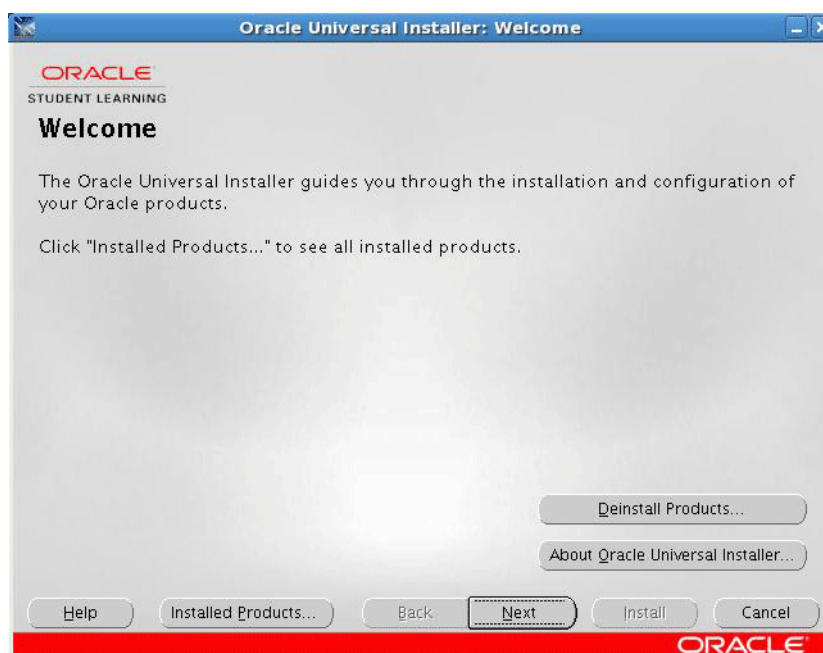 Oracle Universal Installer: Welcome
ORACLE
STUDENT LEARNING
Welcome
The Oracle Universal Installer guides you through the installation and configuration of
your Oracle products.
Click "Installed Products..." to see all installed products.
Deinstall Products...
About Oracle Universal Installer...
Help Installed Products... Back Next Install Cancel
ORACLE